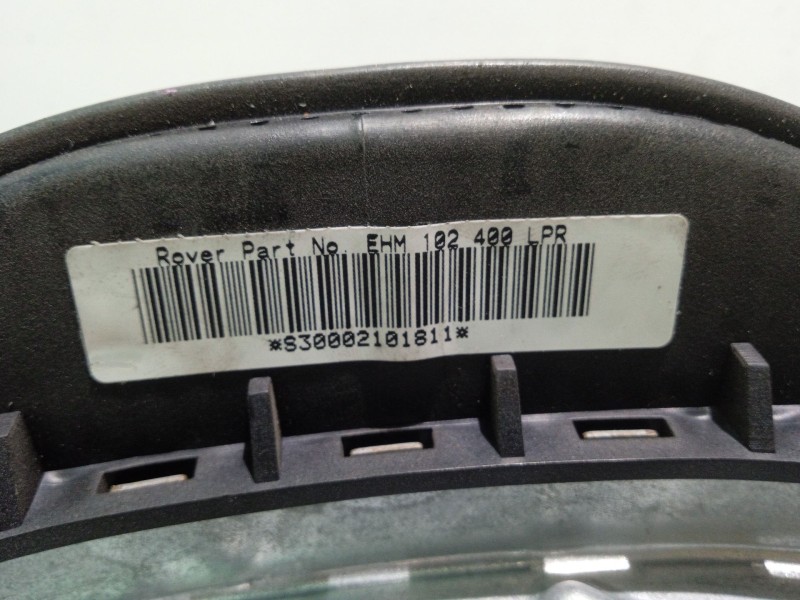 Rover Part No. EHM 102 400 LPR
*S30002101811*